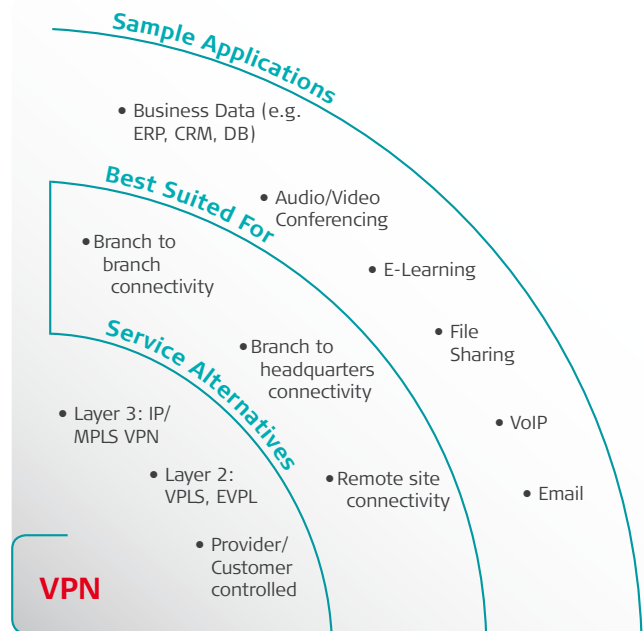 Sample Applications
• Business Data (e.g.
ERP, CRM, DB)
• Audio/Video
Conferencing
• E-Learning
• File
Sharing
• VoIP
• Email
Best Suited For
• Branch to
branch
connectivity
• Branch to
headquarters
connectivity
• Remote site
connectivity
Service Alternatives
• Layer 3: IP/
MPLS VPN
• Layer 2:
VPLS, EVPL
• Provider/
Customer
controlled
VPN